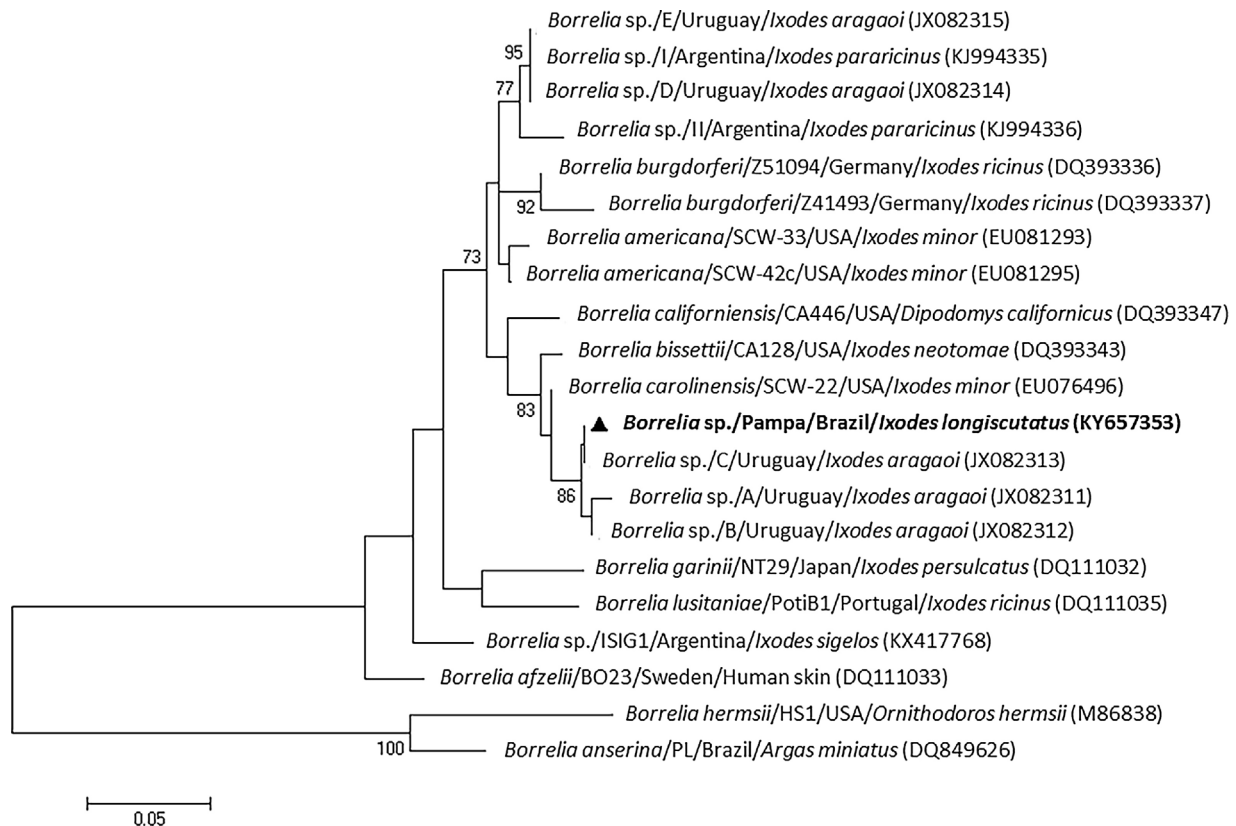 Borrelia sp./E/Uruguay/Ixodes aragaoi (JX082315)
95
Borrelia sp./I/Argentina/Ixodes pararicinus (KJ994335)
77
Borrelia sp./D/Uruguay/Ixodes aragaoi (JX082314)
Borrelia sp./II/Argentina/Ixodes pararicinus (KJ994336)
Borrelia burgdorferi/Z51094/Germany/Ixodes ricinus (DQ393336)
92
Borrelia burgdorferi/Z41493/Germany/Ixodes ricinus (DQ393337)
Borrelia americana/SCW-33/USA/Ixodes minor (EU081293)
73
Borrelia americana/SCW-42c/USA/Ixodes minor (EU081295)
Borrelia californiensis/CA446/USA/Dipodomys californicus (DQ393347)
Borrelia bissettii/CA128/USA/Ixodes neotomae (DQ393343)
Borrelia carolinensis/SCW-22/USA/Ixodes minor (EU076496)
83
Borrelia sp./Pampa/Brazil/Ixodes longiscutatus (KY657353)
Borrelia sp./C/Uruguay/Ixodes aragaoi (JX082313)
86
Borrelia sp./A/Uruguay/Ixodes aragaoi (JX082311)
Borrelia sp./B/Uruguay/Ixodes aragaoi (JX082312)
Borrelia garinii/NT29/Japan/Ixodes persulcatus (DQ111032)
Borrelia lusitaniae/PotiB1/Portugal/Ixodes ricinus (DQ111035)
Borrelia sp./ISIG1/Argentina/Ixodes sigelos (KX417768)
Borrelia afzelii/BO23/Sweden/Human skin (DQ111033)
Borrelia hermsii/HS1/USA/Ornithodoros hermsii (M86838)
100
Borrelia anserina/PL/Brazil/Argas miniatus (DQ849626)
0.05